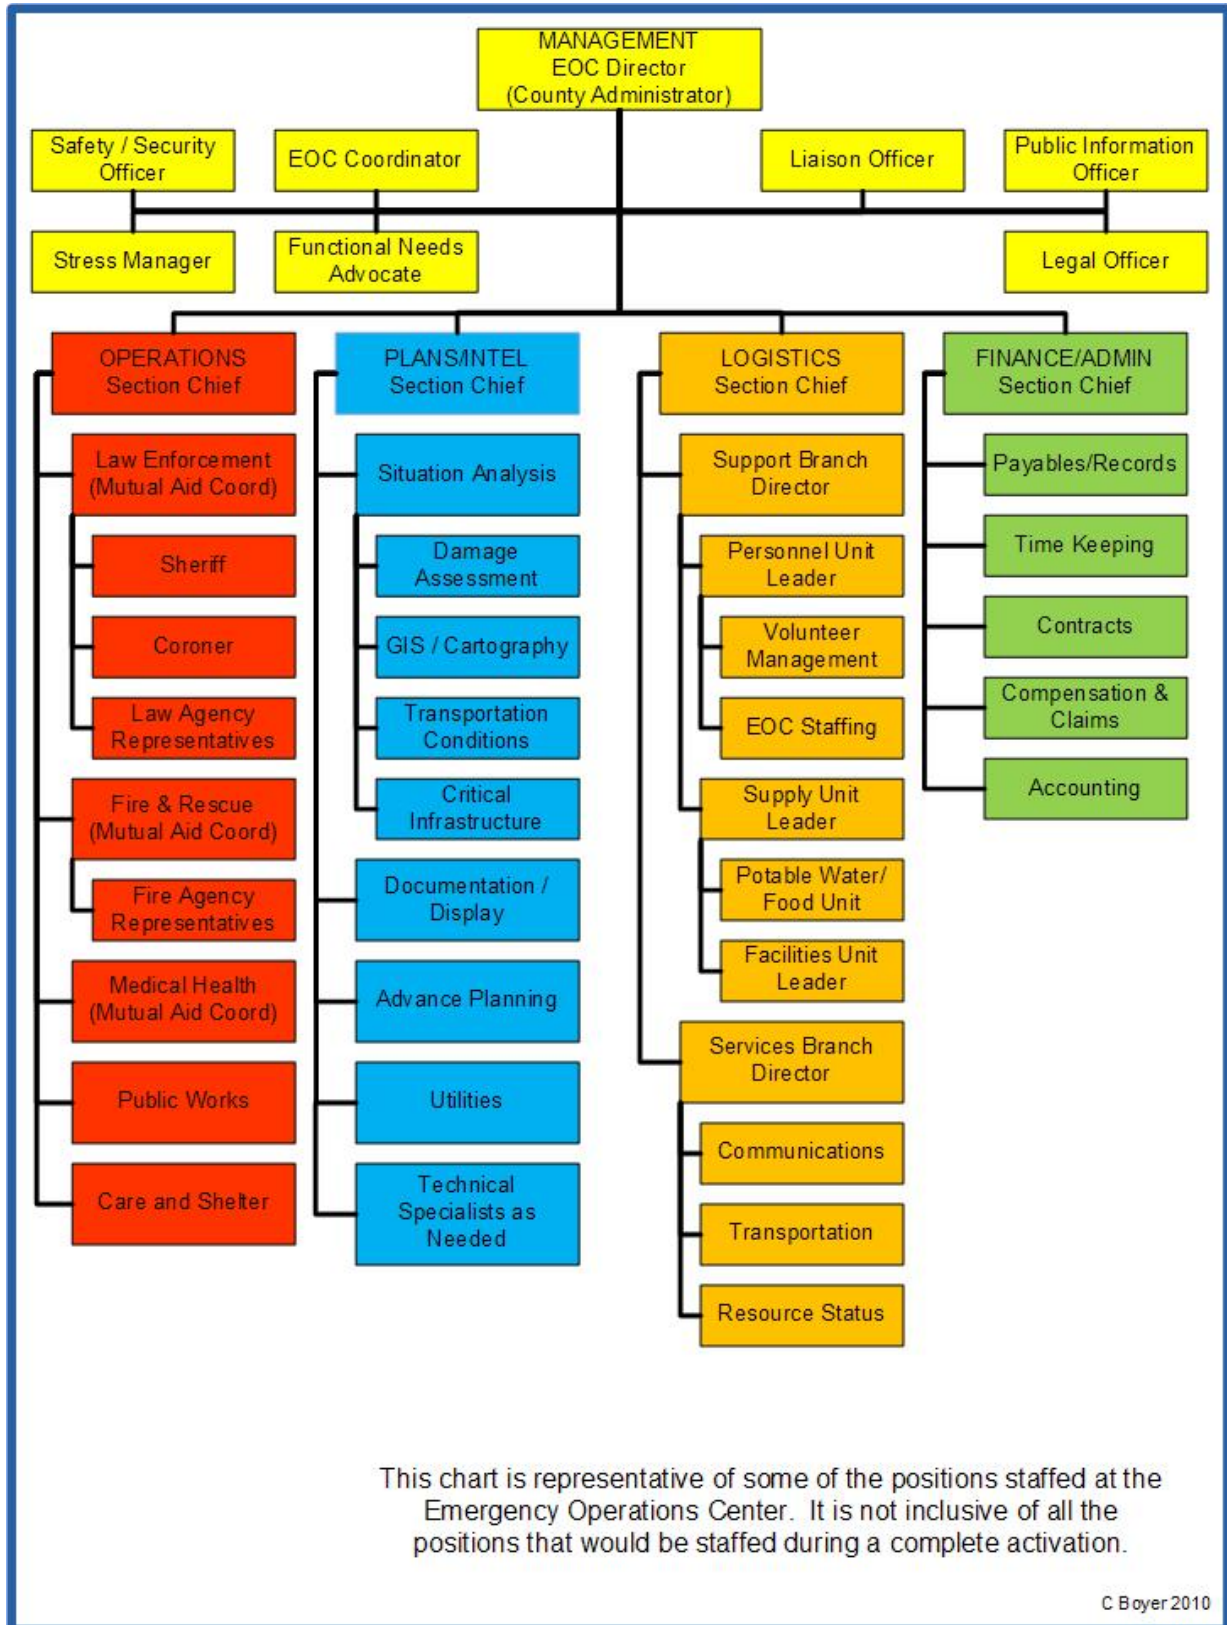 MANAGEMENT
EOC Director
(County Administrator)
Safety / Security
Officer
EOC Coordinator
Liaison Officer
Public Information
Officer
Stress Manager
Functional Needs
Advocate
Legal Officer
OPERATIONS
Section Chief
Law Enforcement
(Mutual Aid Coord)
Sheriff
Coroner
Law Agency
Representatives
Fire & Rescue
(Mutual Aid Coord)
Fire Agency
Representatives
Medical Health
(Mutual Aid Coord)
Public Works
Care and Shelter
PLANS/INTEL
Section Chief
Situation Analysis
Damage
Assessment
GIS / Cartography
Transportation
Conditions
Critical
Infrastructure
Documentation /
Display
Advance Planning
Utilities
Technical
Specialists as
Needed
LOGISTICS
Section Chief
Support Branch
Director
Personnel Unit
Leader
Volunteer
Management
EOC Staffing
Supply Unit
Leader
Potable Water/
Food Unit
Facilities Unit
Leader
Services Branch
Director
Communications
Transportation
Resource Status
FINANCE/ADMIN
Section Chief
Payables/Records
Time Keeping
Contracts
Compensation &
Claims
Accounting
This chart is representative of some of the positions staffed at the
Emergency Operations Center. It is not inclusive of all the
positions that would be staffed during a complete activation.
C Boyer 2010